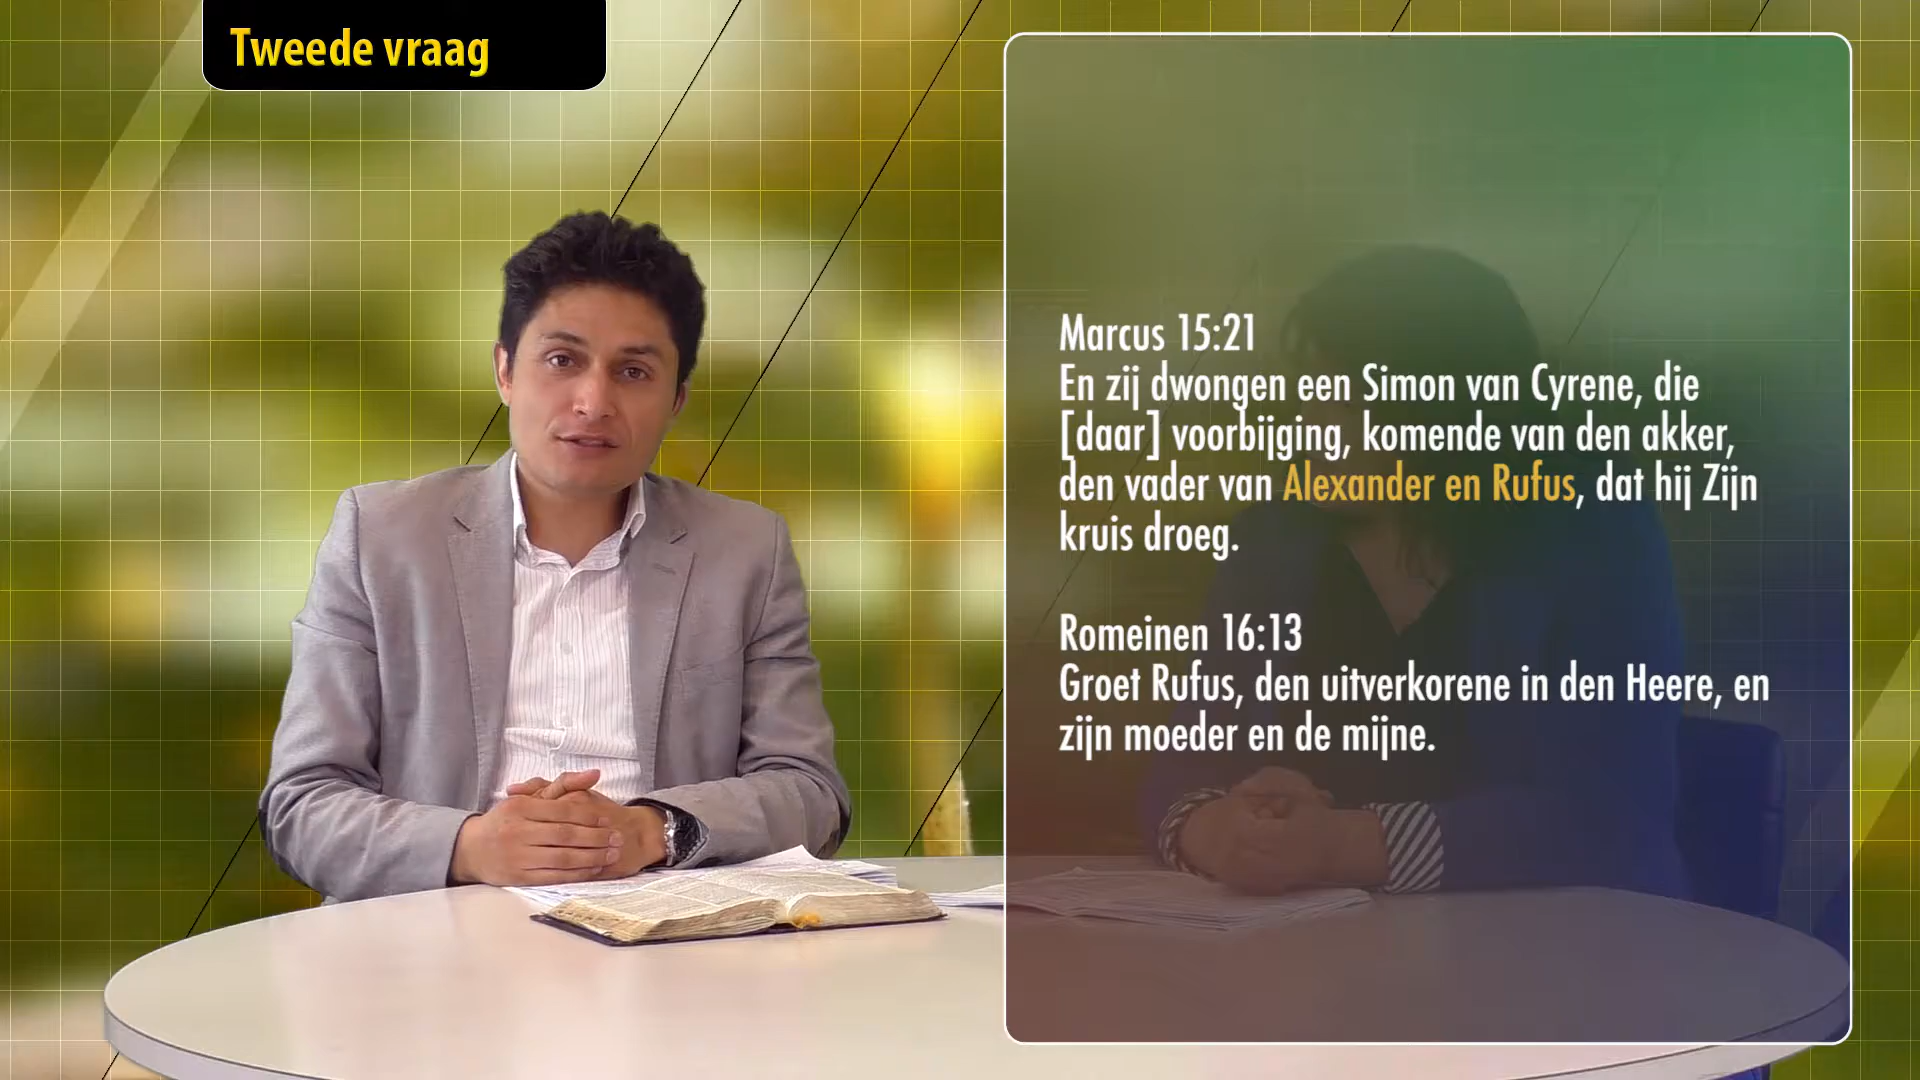 Tweede vraag
Marcus 15:21
En zij dwongen een Simon van Cyrene, die
[daar] voorbijging, komende van den akker,
den vader van Alexander en Rufus, dat hij Zijn
kruis droeg.
Romeinen 16:13
Groet Rufus, den uitverkorene in den Heere, en
zijn moeder en de mijne.